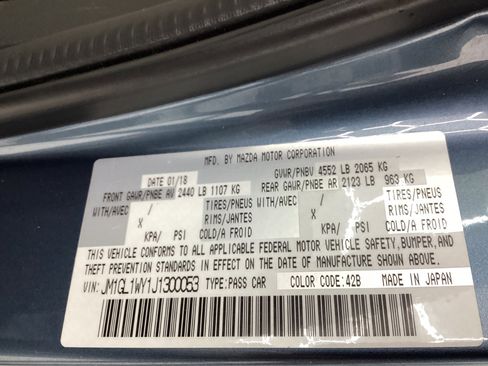 MFD. BY MAZDA MOTOR CORPORATION
DATE 01/18 GVWR/PNBV 4552 LB 2065 KG
FRONT GAWR/PNBE AV 2440 LB 1107 KG REAR GAWR/PNBE AR 2123 LB 963 KG
WITH/AVEC / TIRES/PNEUS WITH/AVEC / TIRES/PNEUS
X RIMS/JANTES X RIMS/JANTES
KPA/ PSI COLD/A FROID KPA/ PSI COLD/A FROID
THIS VEHICLE CONFORMS TO ALL APPLICABLE FEDERAL MOTOR VEHICLE SAFETY, BUMPER, AND
THEFT PREVENTION STANDARDS IN EFFECT ON THE DATE OF MANUFACTURE SHOWN ABOVE.
VIN: JM1GL1WY1J1300053 TYPE: PASS CAR COLOR CODE: 42B MADE IN JAPAN